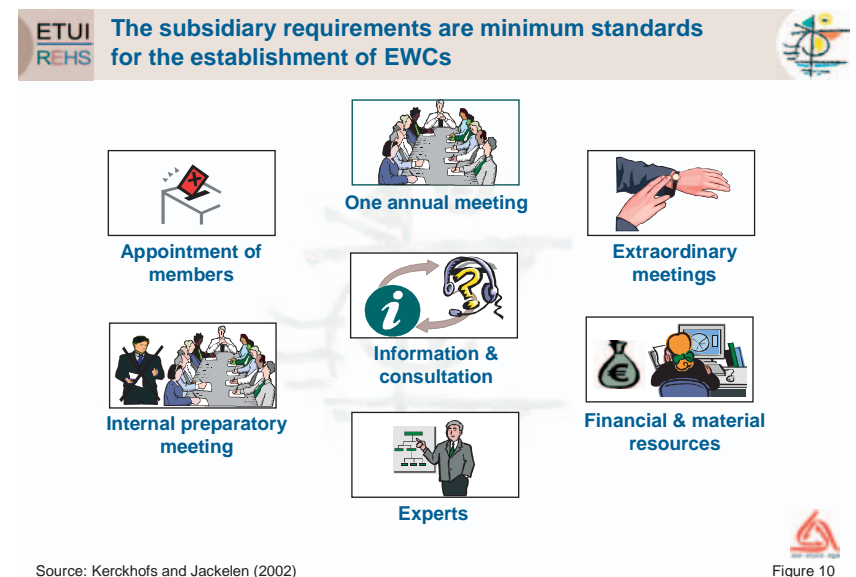 ETUI
REHS
The subsidiary requirements are minimum standards
for the establishment of EWCs
One annual meeting
Appointment of
members
Extraordinary
meetings
Information &
consultation
Internal preparatory
meeting
Financial & material
resources
Experts
Source: Kerckhofs and Jackelen (2002)
Figure 10